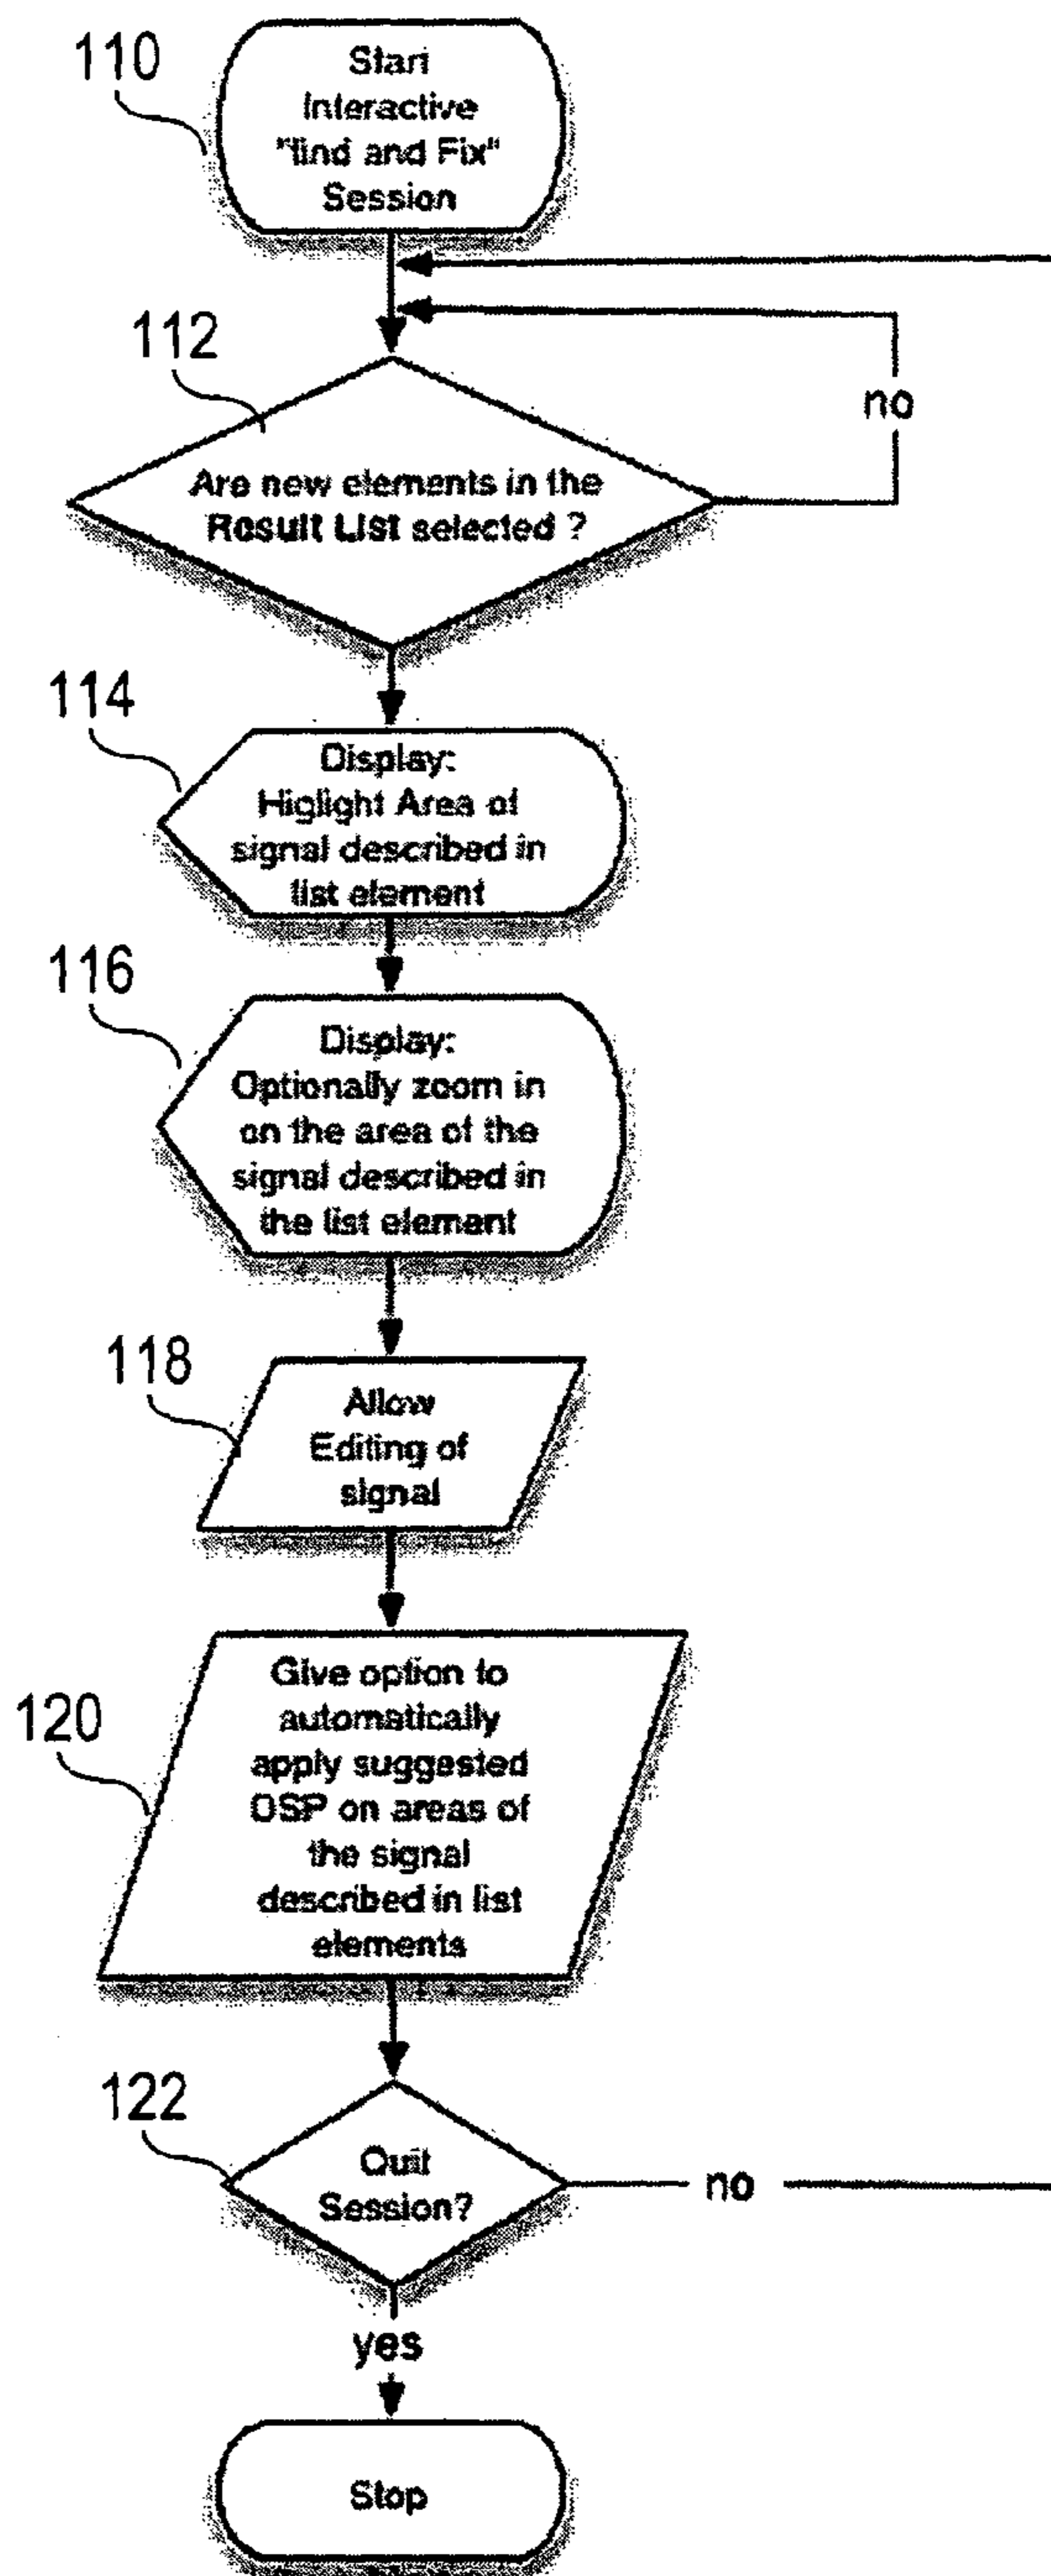 110
Start
Interactive
"find and Fix"
Session
112
no
Are new elements in the
Result List selected ?
114
Display:
Higlight Area of
signal described in
list element
116
Display:
Optionally zoom in
on the area of the
signal described in
the list element
118
Allow
Editing of
signal
120
Give option to
automatically
apply suggested
DSP on areas of
the signal
described in list
elements
122
Quit
Session?
no
yes
Stop